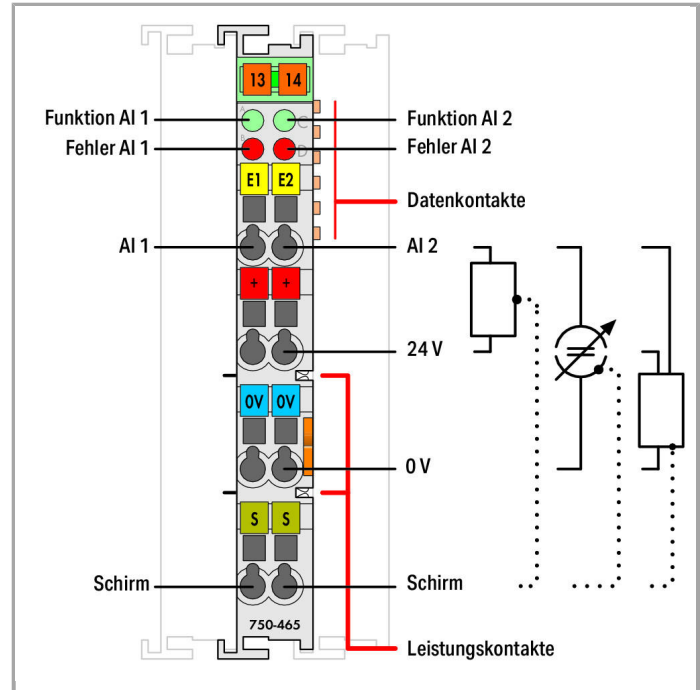 13 14
A C
Funktion AI 1
Funktion AI 2
B D
Fehler AI 1
Fehler AI 2
E1 E2
Datenkontakte
AI 1
AI 2
+ +
24 V
0V 0V
0 V
S S
Schirm
Schirm
750-465
Leistungskontakte